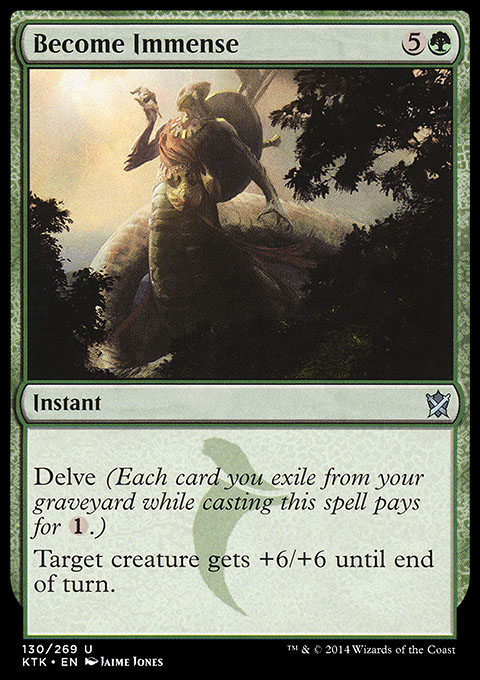 Become Immense 5
Instant
Delve (Each card you exile from your
graveyard while casting this spell pays
for 1.)
Target creature gets +6/+6 until end
of turn.
130/269 U
KTK • EN Jaime Jones
™ & © 2014 Wizards of the Coast